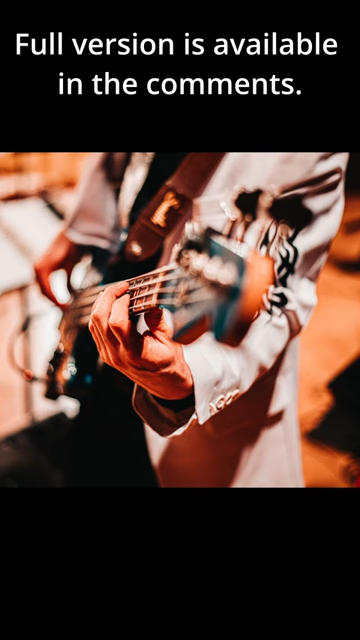 Full version is available
in the comments.